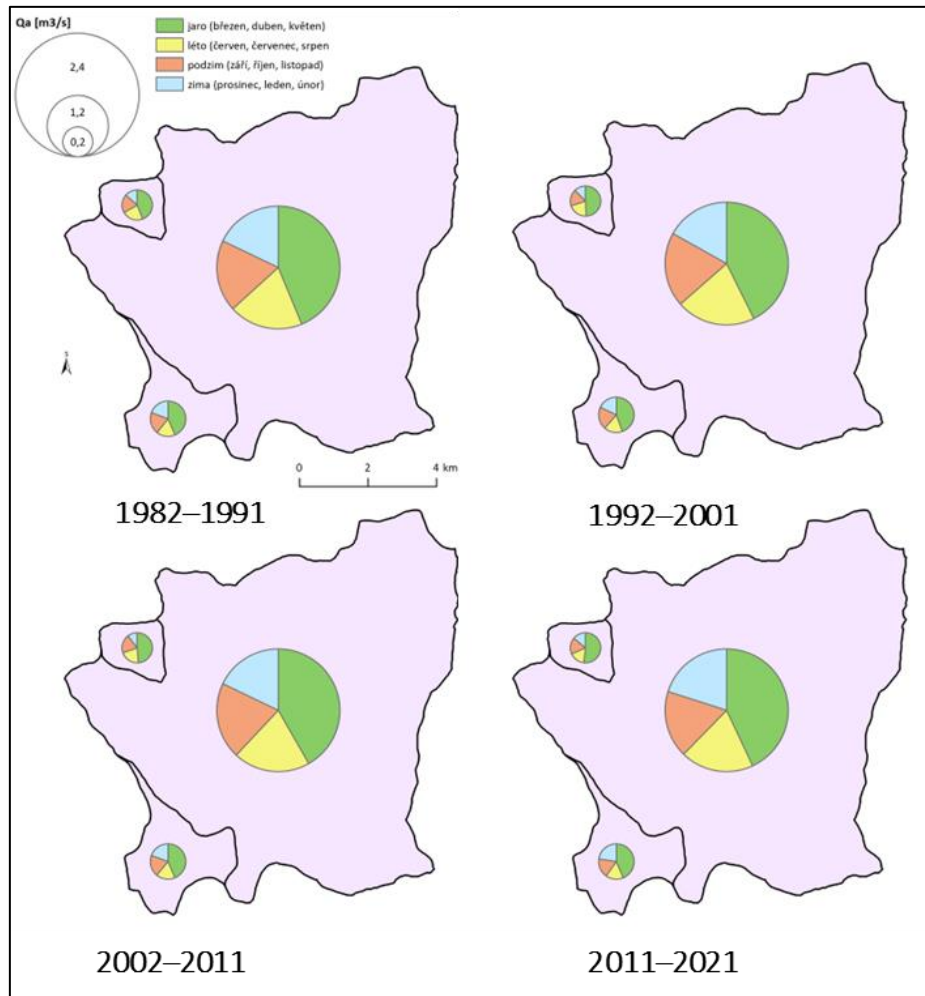 Qa [m3/s]
2,4
1,2
0,2
jaro (březen, duben, květen)
léto (červen, červenec, srpen
podzim (září, říjen, listopad)
zima (prosinec, leden, únor)
S
0 2 4 km
1982–1991
1992–2001
2002–2011
2011–2021